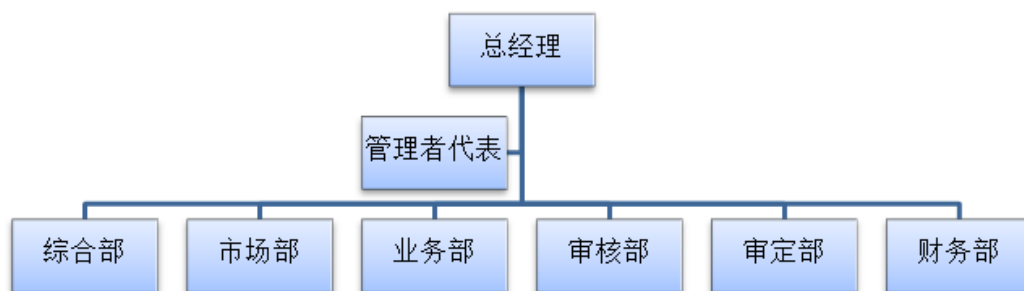 总经理
管理者代表
综合部
市场部
业务部
审核部
审定部
财务部